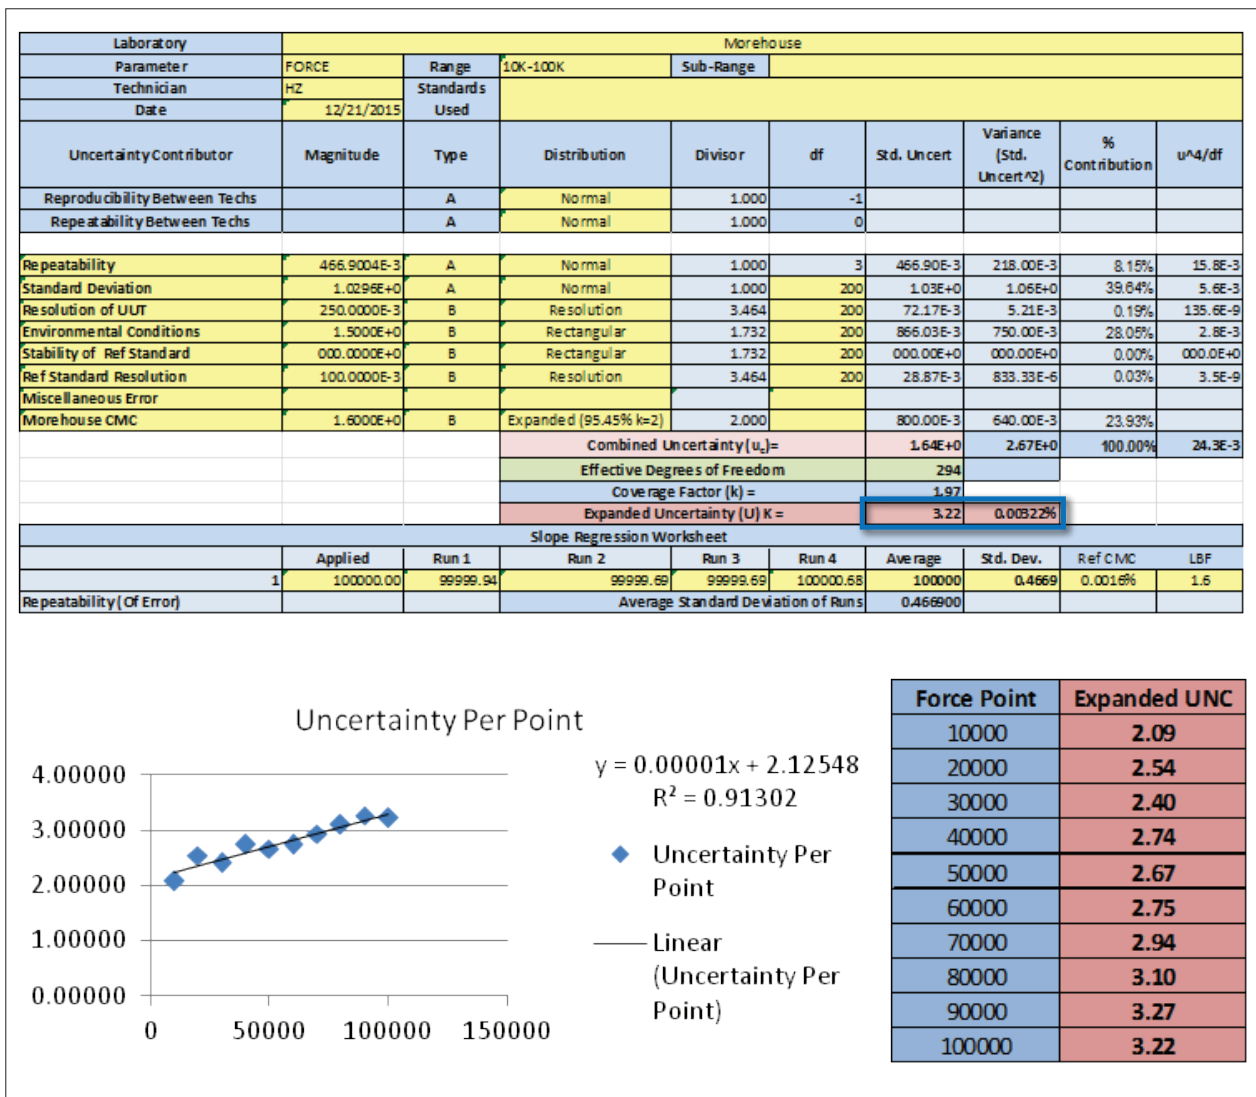 Laboratory Morehouse
Parameter FORCE Range 10K-100K Sub-Range
Technician HZ Standards
Date 12/21/2015 Used
Uncertainty Contributor Magnitude Type Distribution Divisor df Std. Uncert Variance (Std. Uncert^2) % Contribution u^4/df
Reproducibility Between Techs A Normal 1.000 -1
Repeatability Between Techs A Normal 1.000 0
Repeatability 466.9004E-3 A Normal 1.000 3 466.90E-3 218.00E-3 8.15% 15.8E-3
Standard Deviation 1.0296E+0 A Normal 1.000 200 1.03E+0 1.06E+0 39.64% 5.6E-3
Resolution of UUT 250.0000E-3 B Resolution 3.464 200 72.17E-3 5.21E-3 0.19% 135.6E-9
Environmental Conditions 1.5000E+0 B Rectangular 1.732 200 866.03E-3 750.00E-3 28.05% 2.8E-3
Stability of Ref Standard 000.0000E+0 B Rectangular 1.732 200 000.00E+0 000.00E+0 0.00% 000.0E+0
Ref Standard Resolution 100.0000E-3 B Resolution 3.464 200 28.87E-3 833.33E-6 0.03% 3.5E-9
Miscellaneous Error
Morehouse CMC 1.6000E+0 B Expanded (95.45% k=2) 2.000 800.00E-3 640.00E-3 23.93%
Combined Uncertainty (uc)= 1.64E+0 2.67E+0 100.00% 24.3E-3
Effective Degrees of Freedom 294
Coverage Factor (k) = 1.97
Expanded Uncertainty (U) K = 3.22 0.00322%
Slope Regression Worksheet
Applied Run 1 Run 2 Run 3 Run 4 Average Std. Dev. Ref CMC LBF
1 100000.00 99999.94 99999.69 99999.69 100000.68 100000 0.4669 0.0016% 1.6
Repeatability (Of Error) Average Standard Deviation of Runs 0.466900
Uncertainty Per Point
y = 0.00001x + 2.12548
R² = 0.91302
4.00000
3.00000
2.00000
1.00000
0.00000
0 50000 100000 150000
Uncertainty Per
Point
Linear
(Uncertainty Per
Point)
Force Point Expanded UNC
10000 2.09
20000 2.54
30000 2.40
40000 2.74
50000 2.67
60000 2.75
70000 2.94
80000 3.10
90000 3.27
100000 3.22